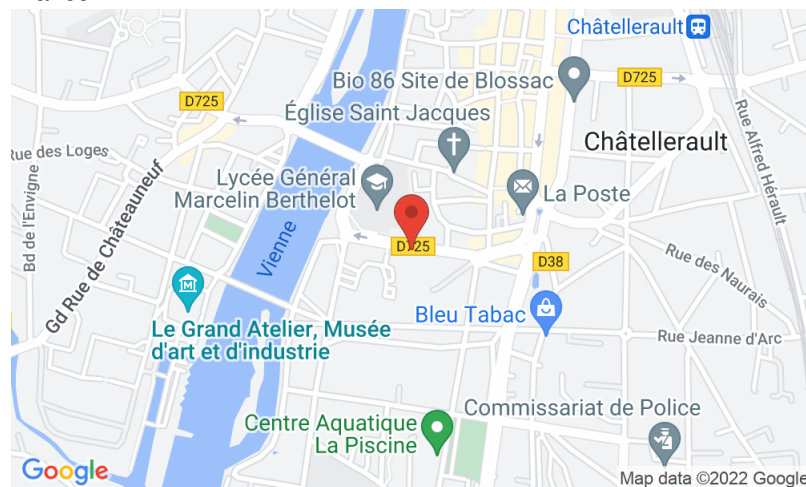 Châtellerault
Bio 86 Site de Blossac
D725
D725
Église Saint Jacques
Châtellerault
Rue Alfred Hérault
Rue des Loges
Bd de l'Envigne
Gd Rue de Châteauneuf
Lycée Général
Marcelin Berthelot
La Poste
Vienne
D725
D38
Rue des Naurais
Le Grand Atelier, Musée
d'art et d'industrie
Bleu Tabac
Rue Jeanne d'Arc
Centre Aquatique
La Piscine
Commissariat de Police
Google
Map data ©2022 Google